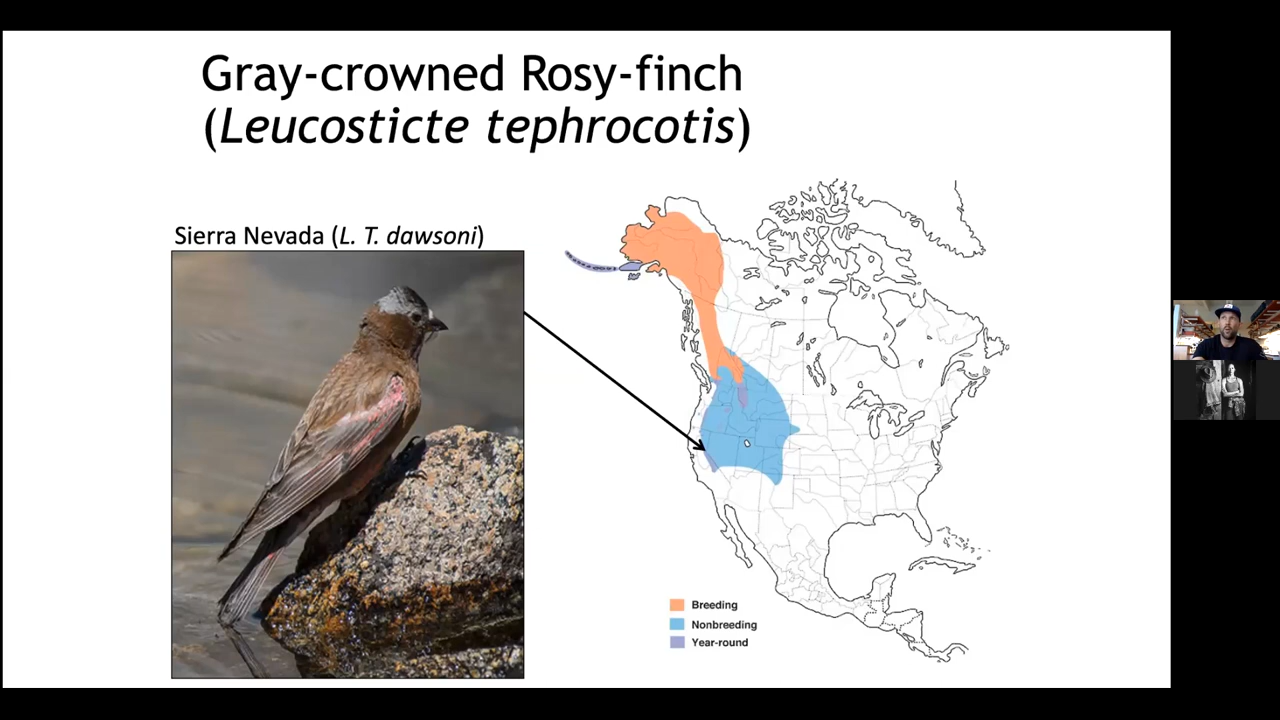 Gray-crowned Rosy-finch
(Leucosticte tephrocotis)
Sierra Nevada (L. T. dawsoni)
Breeding
Nonbreeding
Year-round